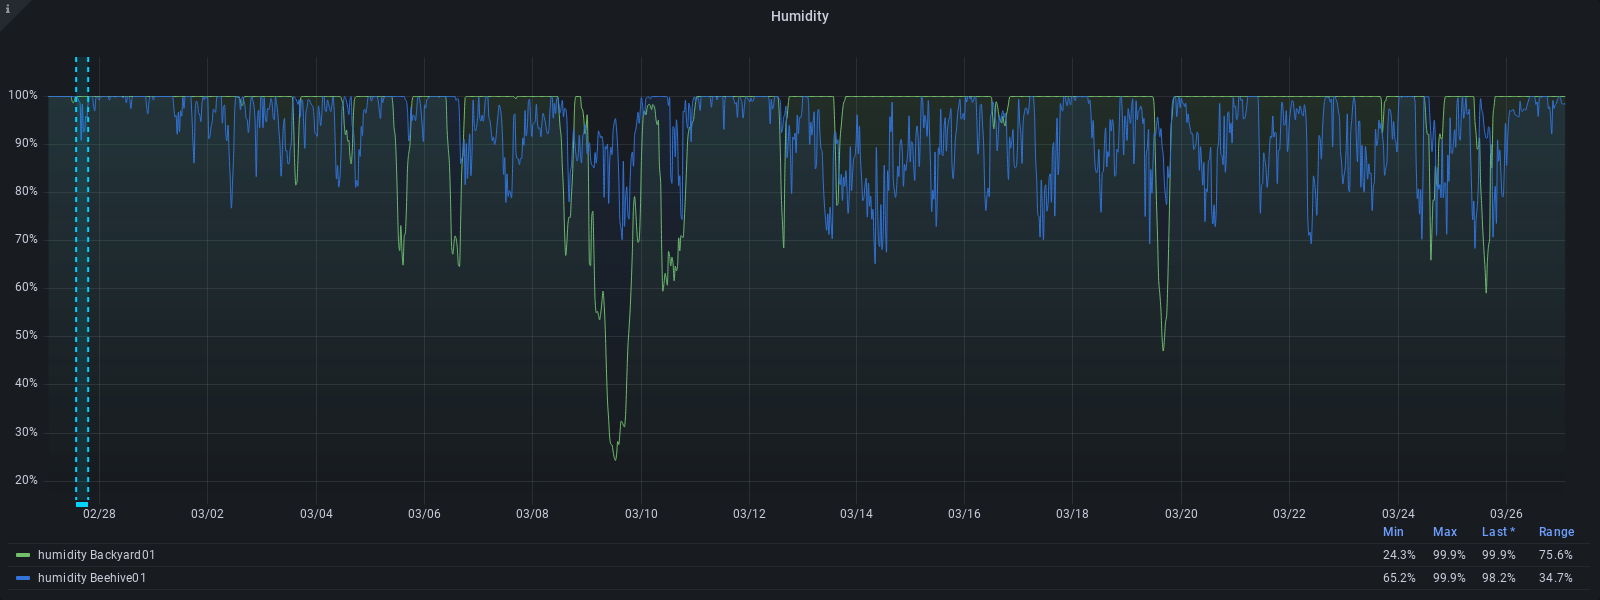 i
Humidity
100%
90%
80%
70%
60%
50%
40%
30%
20%
02/28 03/02 03/04 03/06 03/08 03/10 03/12 03/14 03/16 03/18 03/20 03/22 03/24 03/26
Min Max Last * Range
humidity Backyard01 24.3% 99.9% 99.9% 75.6%
humidity Beehive01 65.2% 99.9% 98.2% 34.7%